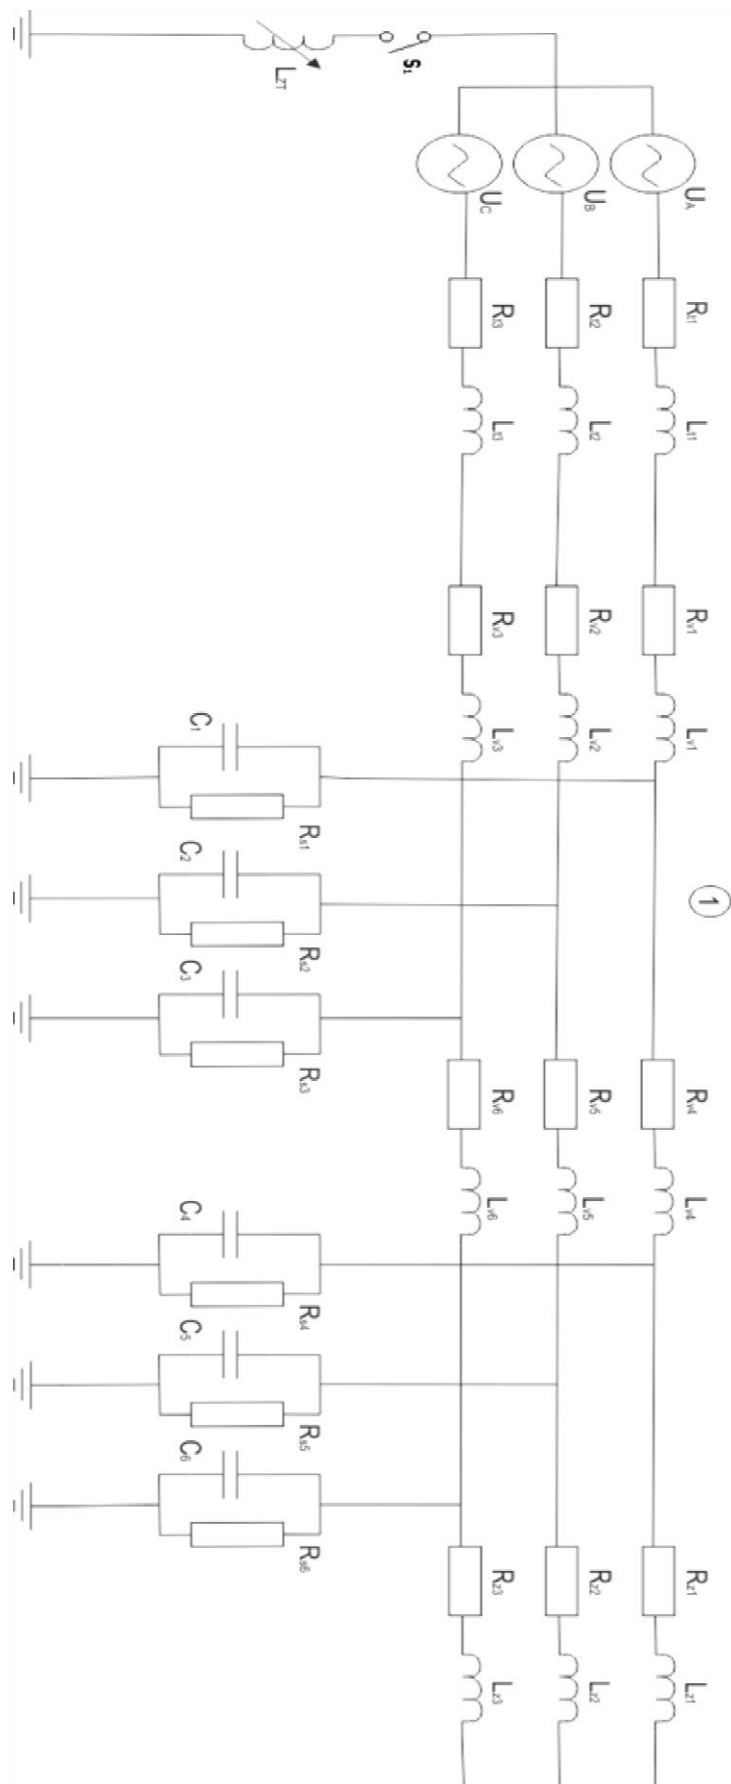 L_ZT
S₁
U_C
U_B
U_A
R_t3
R_t2
R_t1
L_t3
L_t2
L_t1
R_v3
R_v2
R_v1
L_v3
L_v2
L_v1
C₁
R_s1
C₂
R_s2
C₃
R_s3
1
R_v6
R_v5
R_v4
L_v6
L_v5
L_v4
C₄
R_s4
C₅
R_s5
C₆
R_s6
R_z3
R_z2
R_z1
L_z3
L_z2
L_z1